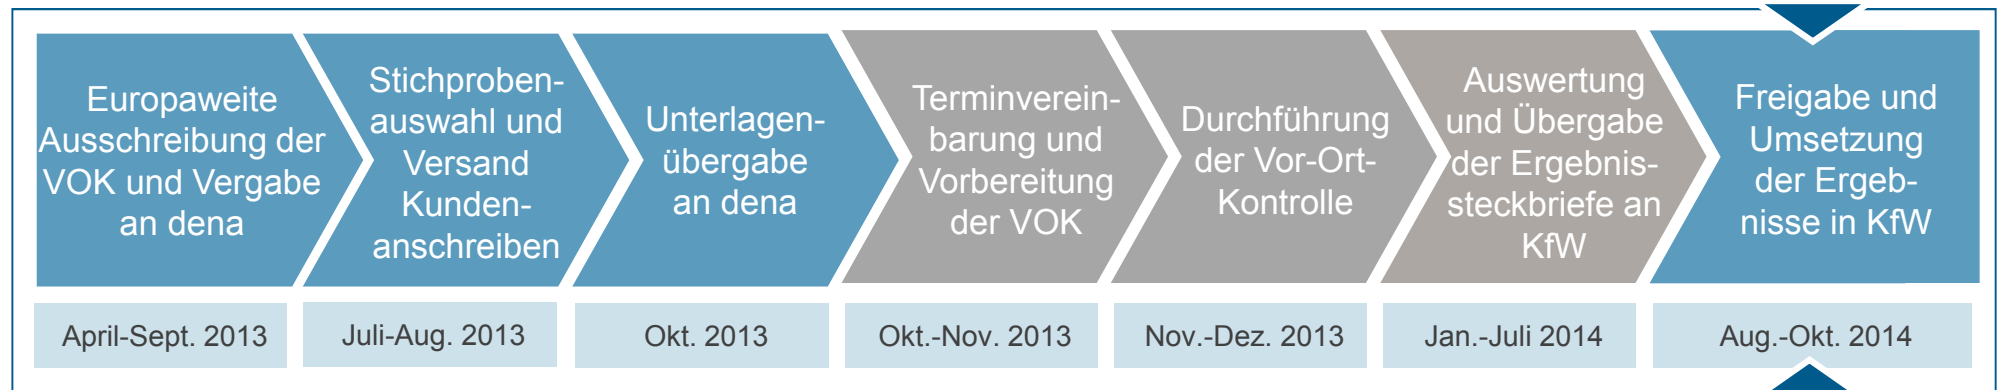 Europaweite
Ausschreibung der
VOK und Vergabe
an dena
Stichproben-
auswahl und
Versand
Kunden-
anschreiben
Unterlagen-
übergabe
an dena
Terminverein-
barung und
Vorbereitung
der VOK
Durchführung
der Vor-Ort-
Kontrolle
Auswertung
und Übergabe
der Ergebnis-
steckbriefe an
KfW
Freigabe und
Umsetzung
der Ergeb-
nisse in KfW
April-Sept. 2013
Juli-Aug. 2013
Okt. 2013
Okt.-Nov. 2013
Nov.-Dez. 2013
Jan.-Juli 2014
Aug.-Okt. 2014